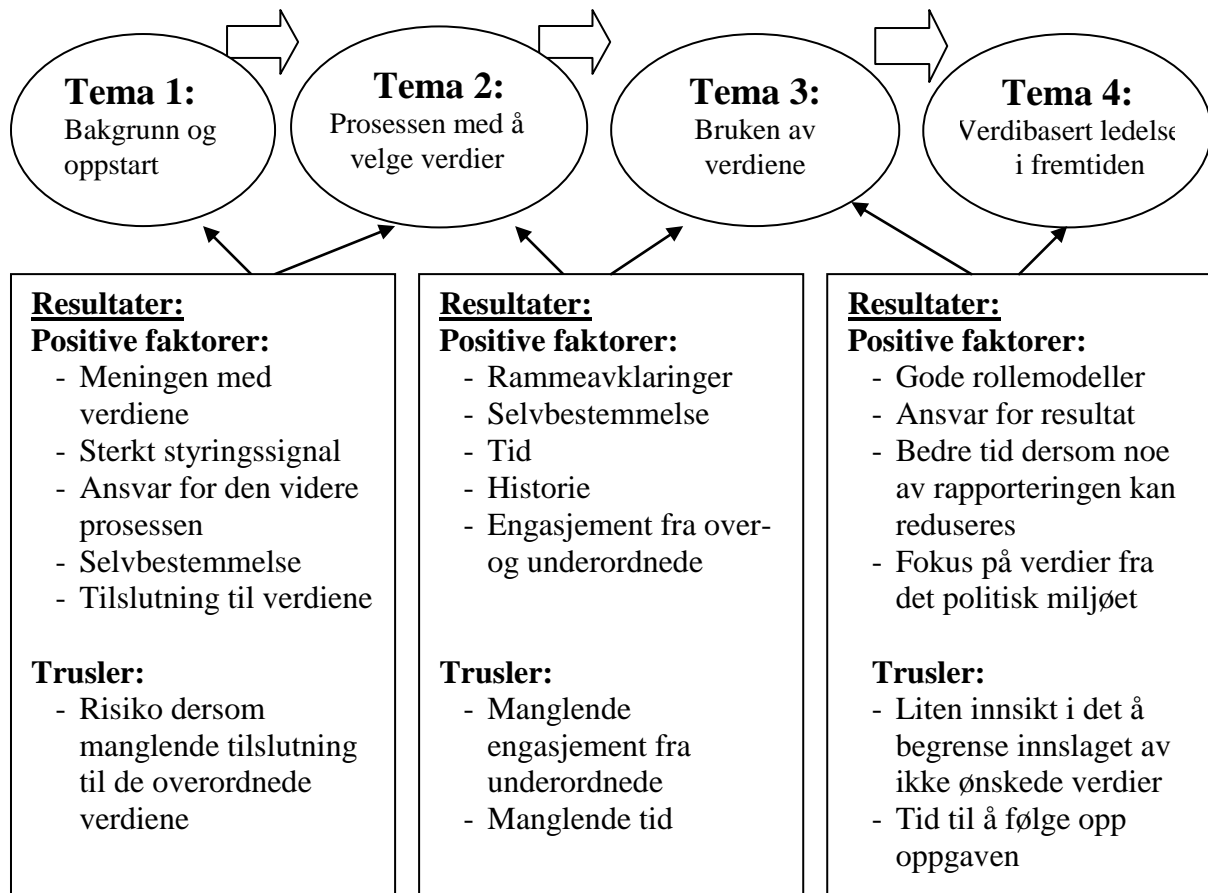 Tema 1:
Bakgrunn og
oppstart
Tema 2:
Prosessen med å
velge verdier
Tema 3:
Bruken av
verdiene
Tema 4:
Verdibasert ledelse
i fremtiden
Resultater:
Positive faktorer:
- Meningen med
verdiene
- Sterkt styringssignal
- Ansvar for den videre
prosessen
- Selvbestemmelse
- Tilslutning til verdiene
Trusler:
- Risiko dersom
manglende tilslutning
til de overordnede
verdiene
Resultater:
Positive faktorer:
- Rammeavklaringer
- Selvbestemmelse
- Tid
- Historie
- Engasjement fra over-
og underordnede
Trusler:
- Manglende
engasjement fra
underordnede
- Manglende tid
Resultater:
Positive faktorer:
- Gode rollemodeller
- Ansvar for resultat
- Bedre tid dersom noe
av rapporteringen kan
reduseres
- Fokus på verdier fra
det politisk miljøet
Trusler:
- Liten innsikt i det å
begrense innslaget av
ikke ønskede verdier
- Tid til å følge opp
oppgaven